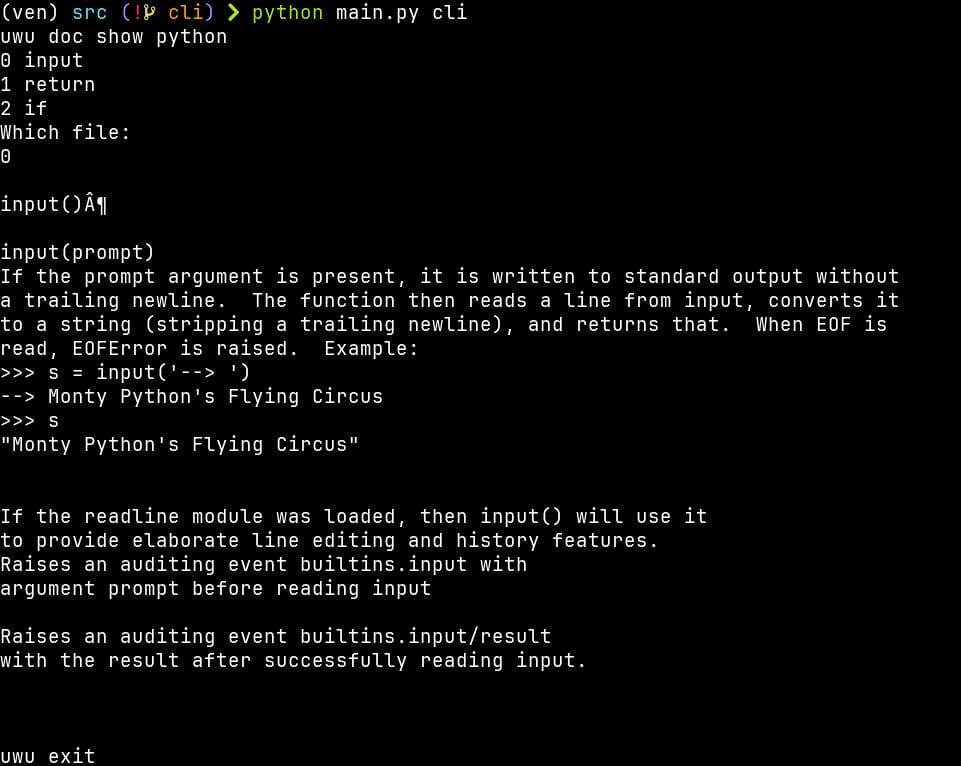 (ven) src (! cli) ❯ python main.py cli
uwu doc show python
0 input
1 return
2 if
Which file:
0
input()Â¶
input(prompt)
If the prompt argument is present, it is written to standard output without
a trailing newline.  The function then reads a line from input, converts it
to a string (stripping a trailing newline), and returns that.  When EOF is
read, EOFError is raised.  Example:
>>> s = input('--> ')
--> Monty Python's Flying Circus
>>> s
"Monty Python's Flying Circus"
If the readline module was loaded, then input() will use it
to provide elaborate line editing and history features.
Raises an auditing event builtins.input with
argument prompt before reading input
Raises an auditing event builtins.input/result
with the result after successfully reading input.
uwu exit